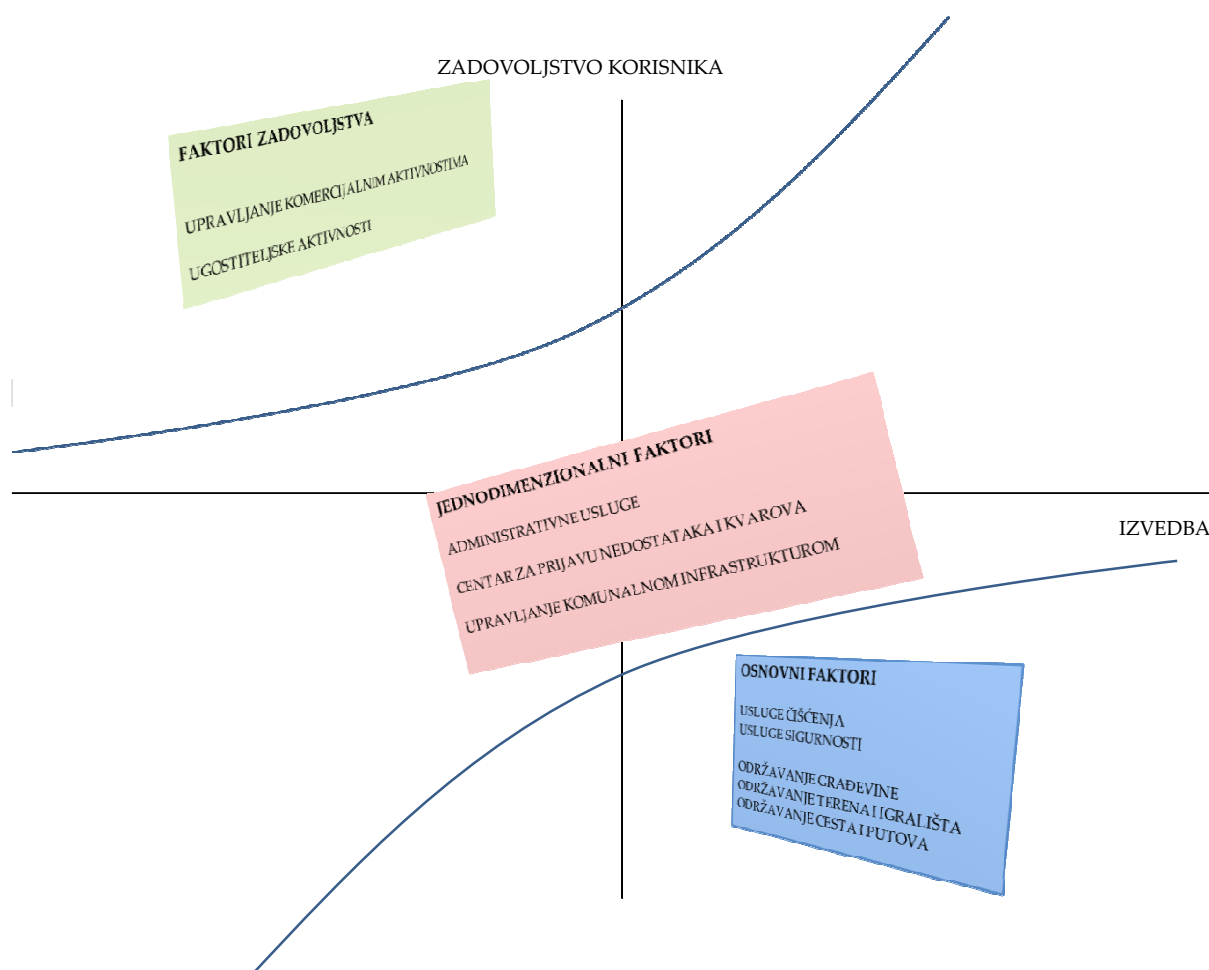 ZADOVOLJSTVO KORISNIKA
FAKTORI ZADOVOLJSTVA
UPRAVLJANJE KOMERCIJALNIM AKTIVNOSTIMA
UGOSTITELJSKE AKTIVNOSTI
JEDNODIMENZIONALNI FAKTORI
ADMINISTRATIVNE USLUGE
CENTAR ZA PRIJAVU NEDOSTATAKA I KVAROVA
UPRAVLJANJE KOMUNALNOM INFRASTRUKTUROM
IZVEDBA
OSNOVNI FAKTORI
USLUGE ČIŠĆENJA
USLUGE SIGURNOSTI
ODRŽAVANJE GRAĐEVINE
ODRŽAVANJE TERENA I IGRALIŠTA
ODRŽAVANJE CESTA I PUTOVA